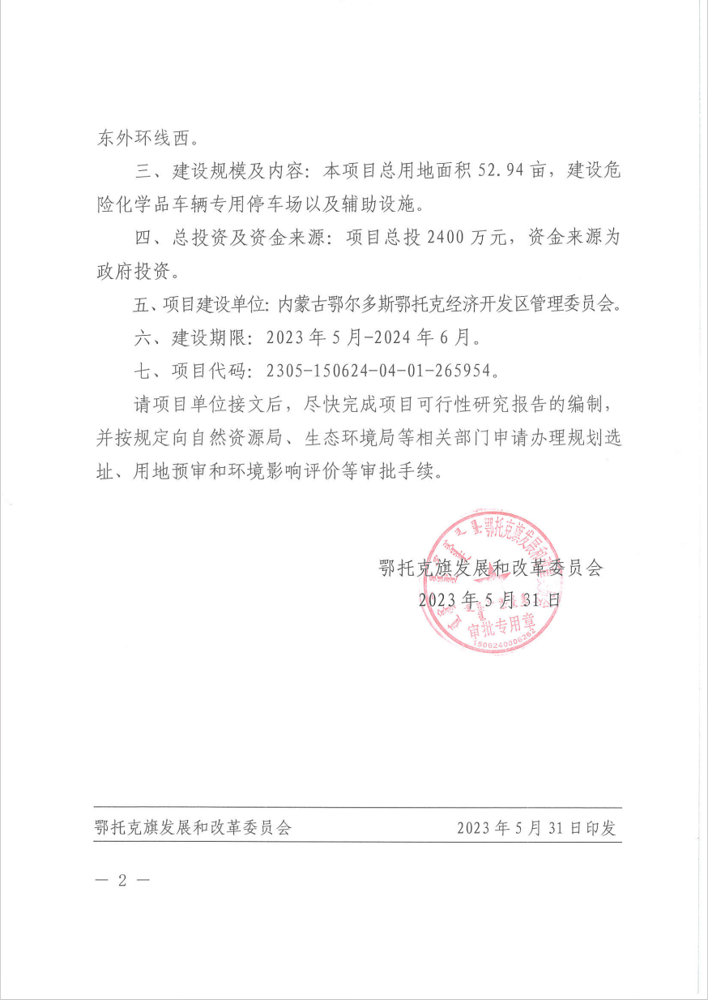 东外环线西。
三、建设规模及内容：本项目总用地面积 52.94 亩，建设危
险化学品车辆专用停车场以及辅助设施。
四、总投资及资金来源：项目总投 2400 万元，资金来源为
政府投资。
五、项目建设单位：内蒙古鄂尔多斯鄂托克经济开发区管理委员会。
六、建设期限：2023 年 5 月-2024 年 6 月。
七、项目代码：2305-150624-04-01-265954。
请项目单位接文后，尽快完成项目可行性研究报告的编制，
并按规定向自然资源局、生态环境局等相关部门申请办理规划选
址、用地预审和环境影响评价等审批手续。
鄂托克旗发展和改革委员会
2023 年 5 月 31 日
审批专用章
1506240006262
鄂托克旗发展和改革委员会 2023 年 5 月 31 日印发
— 2 —